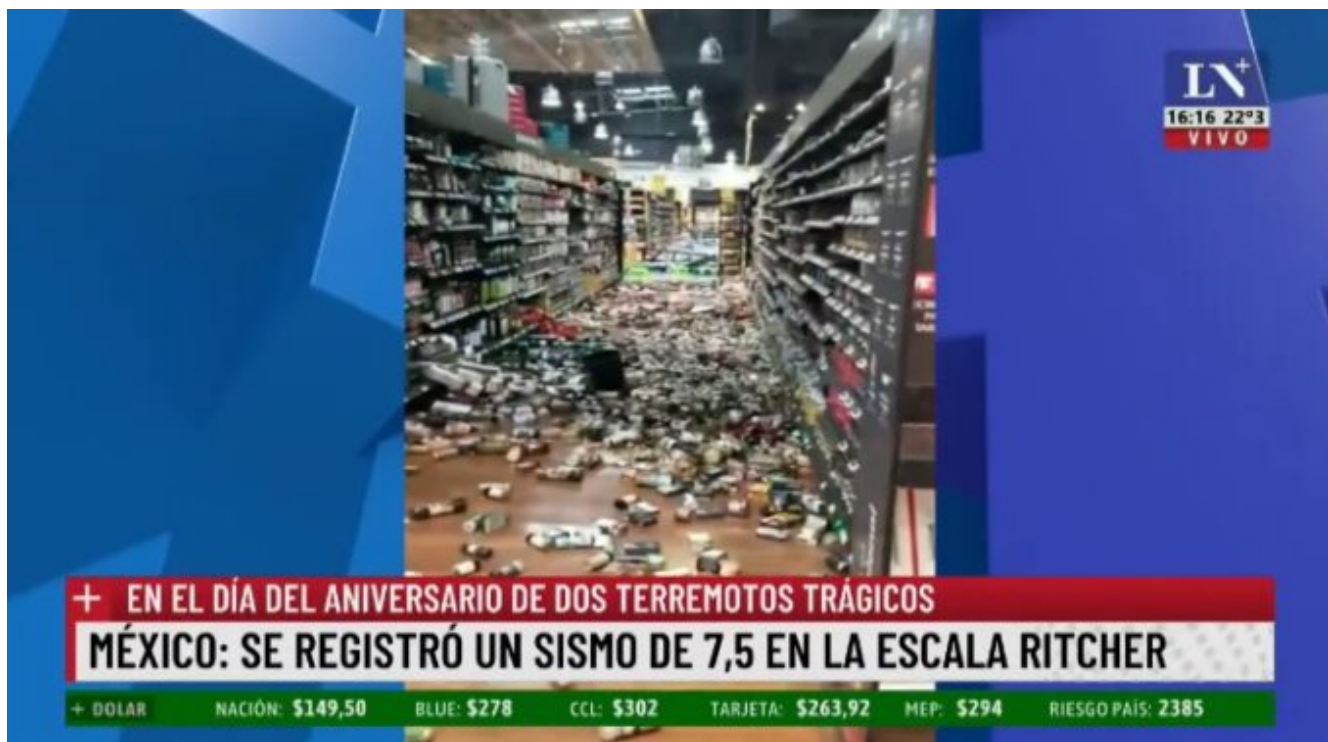 LN+
16:16 22°3
VIVO
+ EN EL DÍA DEL ANIVERSARIO DE DOS TERREMOTOS TRÁGICOS
MÉXICO: SE REGISTRÓ UN SISMO DE 7,5 EN LA ESCALA RITCHER
+ DOLAR NACIÓN: $149,50 BLUE: $278 CCL: $302 TARJETA: $263,92 MEP: $294 RIESGO PAÍS: 2385